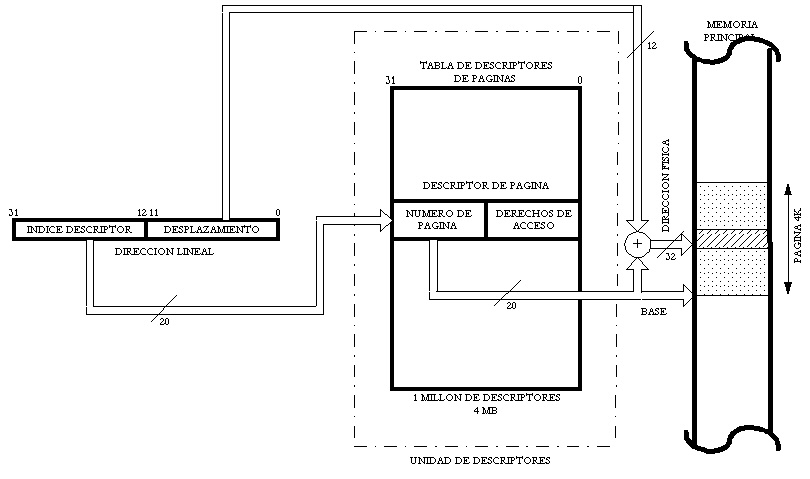 MEMORIA
PRINCIPAL
12
TABLA DE DESCRIPTORES
DE PAGINAS
31
0
DESCRIPTOR DE PAGINA
NUMERO DE
PAGINA
DERECHOS DE
ACCESO
31
12 11
0
INDICE DESCRIPTOR
DESPLAZAMIENTO
DIRECCION LINEAL
20
20
DIRECCION FISICA
+
32
BASE
PAGINA 4K
1 MILLON DE DESCRIPTORES
4 MB
UNIDAD DE DESCRIPTORES